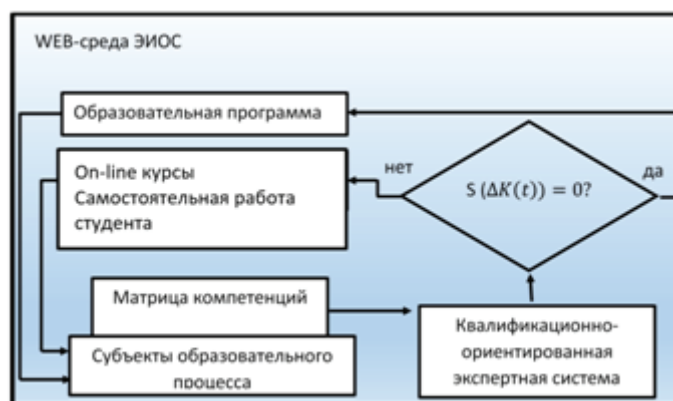 WEB-среда ЭИОС
Образовательная программа
On-line курсы
Самостоятельная работа
студента
нет
S (ΔK(t)) = 0?
да
Матрица компетенций
Субъекты образовательного
процесса
Квалификационно-
ориентированная
экспертная система